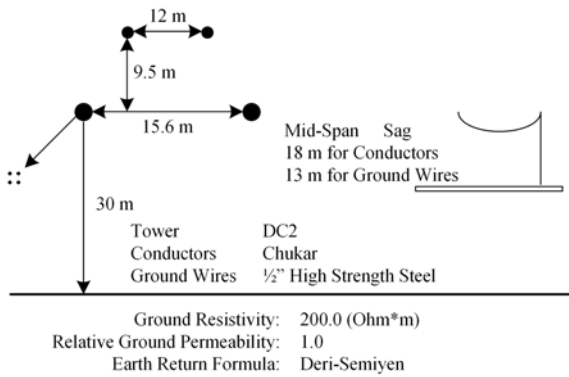 12 m
9.5 m
15.6 m
Mid-Span Sag
18 m for Conductors
13 m for Ground Wires
30 m
Tower DC2
Conductors Chukar
Ground Wires ½” High Strength Steel
Ground Resistivity: 200.0 (Ohm*m)
Relative Ground Permeability: 1.0
Earth Return Formula: Deri-Semiyen